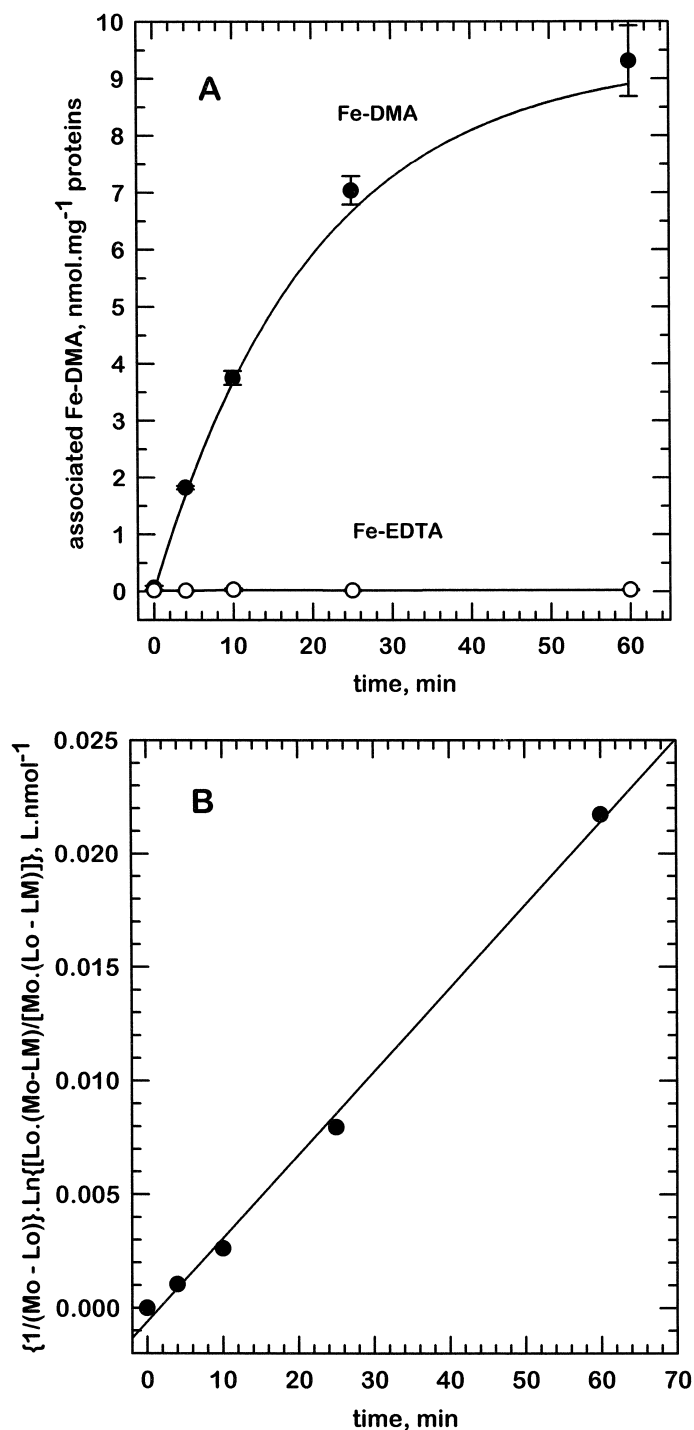 10
9
8
7
6
5
4
3
2
1
0
A
Fe-DMA
Fe-EDTA
associated Fe-DMA, nmol.mg⁻¹ proteins
0 10 20 30 40 50 60
time, min
0.025
0.020
0.015
0.010
0.005
0.000
B
{1/(Mo - Lo)}.Ln{[Lo.(Mo-LM)/[Mo.(Lo - LM)]}, L.nmol⁻¹
0 10 20 30 40 50 60 70
time, min